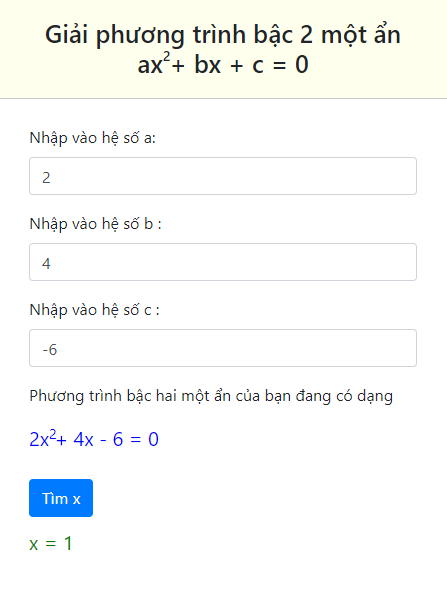 Giải phương trình bậc 2 một ẩn
ax²+ bx + c = 0
Nhập vào hệ số a:
2
Nhập vào hệ số b :
4
Nhập vào hệ số c :
-6
Phương trình bậc hai một ẩn của bạn đang có dạng
2x²+ 4x - 6 = 0
Tìm x
x = 1